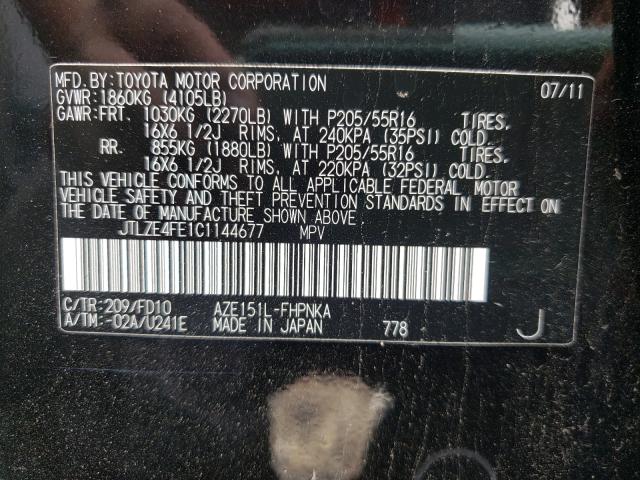 MFD. BY: TOYOTA MOTOR CORPORATION 07/11
GVWR: 1860KG (4105LB)
GAWR: FRT. 1030KG (2270LB) WITH P205/55R16 TIRES,
16X6 1/2J RIMS, AT 240KPA (35PSI) COLD.
RR. 855KG (1880LB) WITH P205/55R16 TIRES,
16X6 1/2J RIMS, AT 220KPA (32PSI) COLD.
THIS VEHICLE CONFORMS TO ALL APPLICABLE FEDERAL MOTOR
VEHICLE SAFETY AND THEFT PREVENTION STANDARDS IN EFFECT ON
THE DATE OF MANUFACTURE SHOWN ABOVE.
JTLZE4FE1C1144677 MPV
C/TR: 209/FD10 AZE151L-FHPNKA
A/TM: -02A/U241E MADE IN JAPAN 778 J